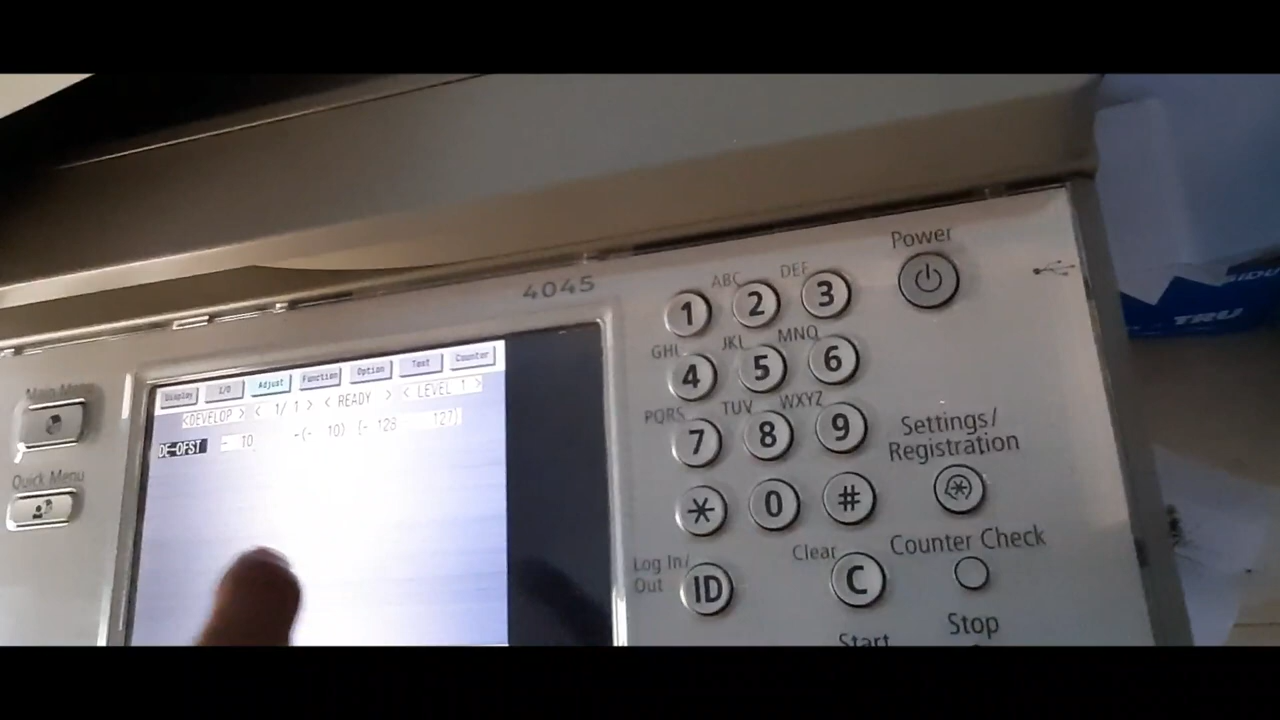 4045
Power
ABC
DEF
1
2
3
GHI
JKL
MNO
4
5
6
PQRS
TUV
WXYZ
7
8
9
*
0
#
Settings/
Registration
Log In/
Out
ID
Clear
C
Counter Check
Stop
Start
Main Menu
Quick Menu
Display
I/O
Adjust
Function
Option
Test
Counter
<DEVELOP > < 1/ 1 > < READY > < LEVEL 1 >
DE-OFST - 10 -(- 10) {- 128 127}
TRU